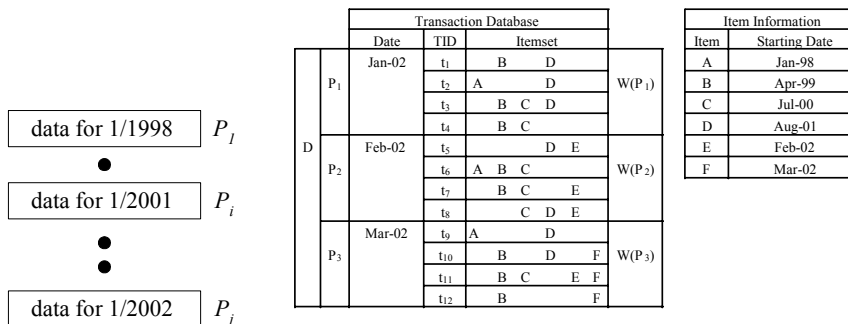 data for 1/1998 P1
data for 1/2001 Pi
data for 1/2002 Pj
Transaction Database
Date TID Itemset
D P1 Jan-02 t1 B D W(P1)
t2 A D
t3 B C D
t4 B C
P2 Feb-02 t5 D E W(P2)
t6 A B C
t7 B C E
t8 C D E
P3 Mar-02 t9 A D W(P3)
t10 B D F
t11 B C E F
t12 B F
Item Information
Item Starting Date
A Jan-98
B Apr-99
C Jul-00
D Aug-01
E Feb-02
F Mar-02